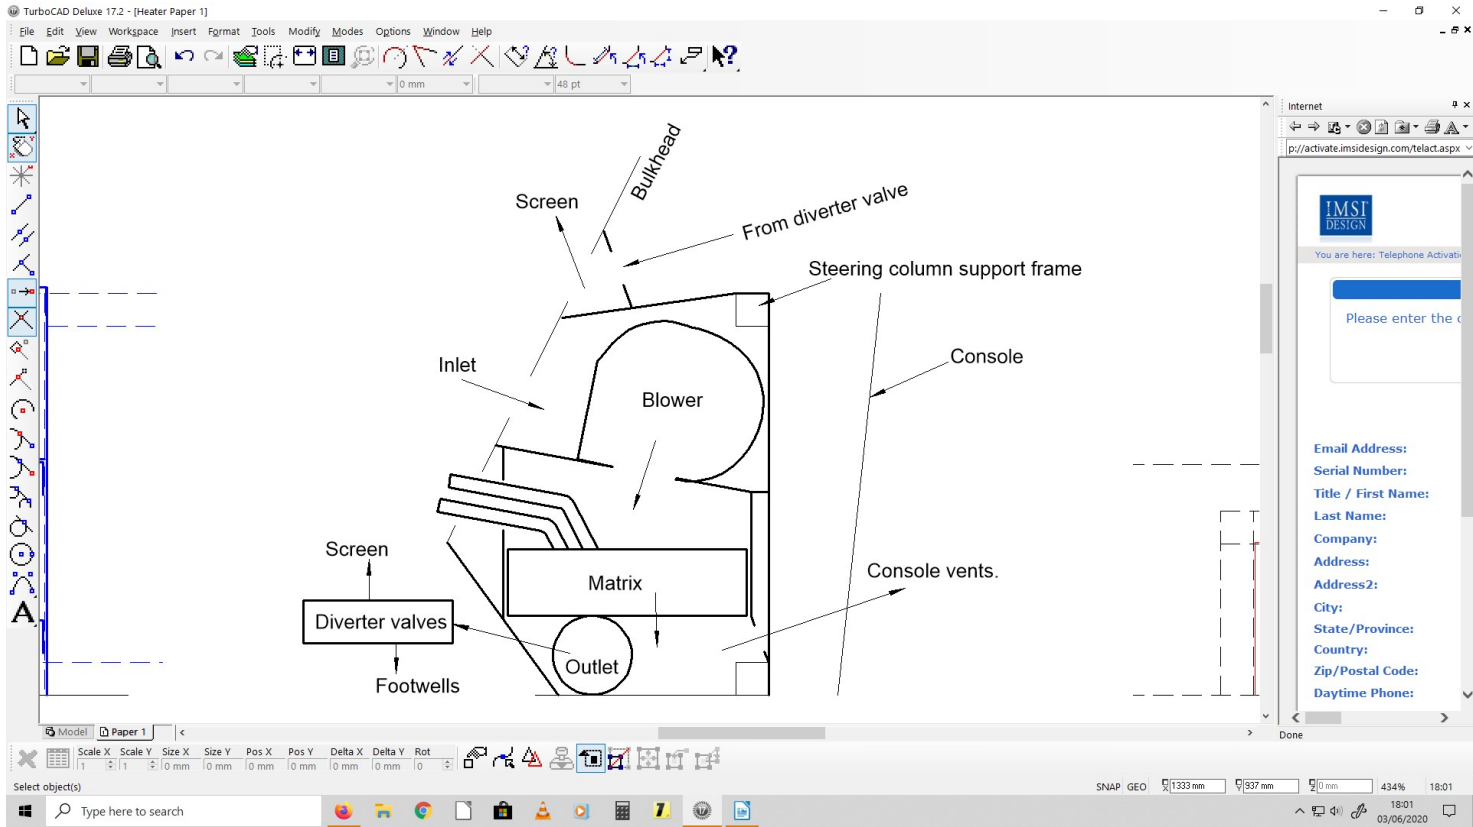 TurboCAD Deluxe 17.2 - [Heater Paper 1]
File Edit View Workspace Insert Format Tools Modify Modes Options Window Help
0 mm
48 pt
Internet
p://activate.imsidesign.com/telact.aspx
IMSI
DESIGN
You are here: Telephone Activati
Please enter the c
Email Address:
Serial Number:
Title / First Name:
Last Name:
Company:
Address:
Address2:
City:
State/Province:
Country:
Zip/Postal Code:
Daytime Phone:
Done
Bulkhead
Screen
From diverter valve
Steering column support frame
Inlet
Console
Blower
Screen
Console vents.
Matrix
Diverter valves
Outlet
Footwells
Model Paper 1
Scale X Scale Y Size X Size Y Pos X Pos Y Delta X Delta Y Rot
1 1 0 mm 0 mm 0 mm 0 mm 0 mm 0 mm 0
Select object(s)
SNAP GEO 1333 mm 937 mm 0 mm 434% 18:01
Type here to search
18:01
03/06/2020